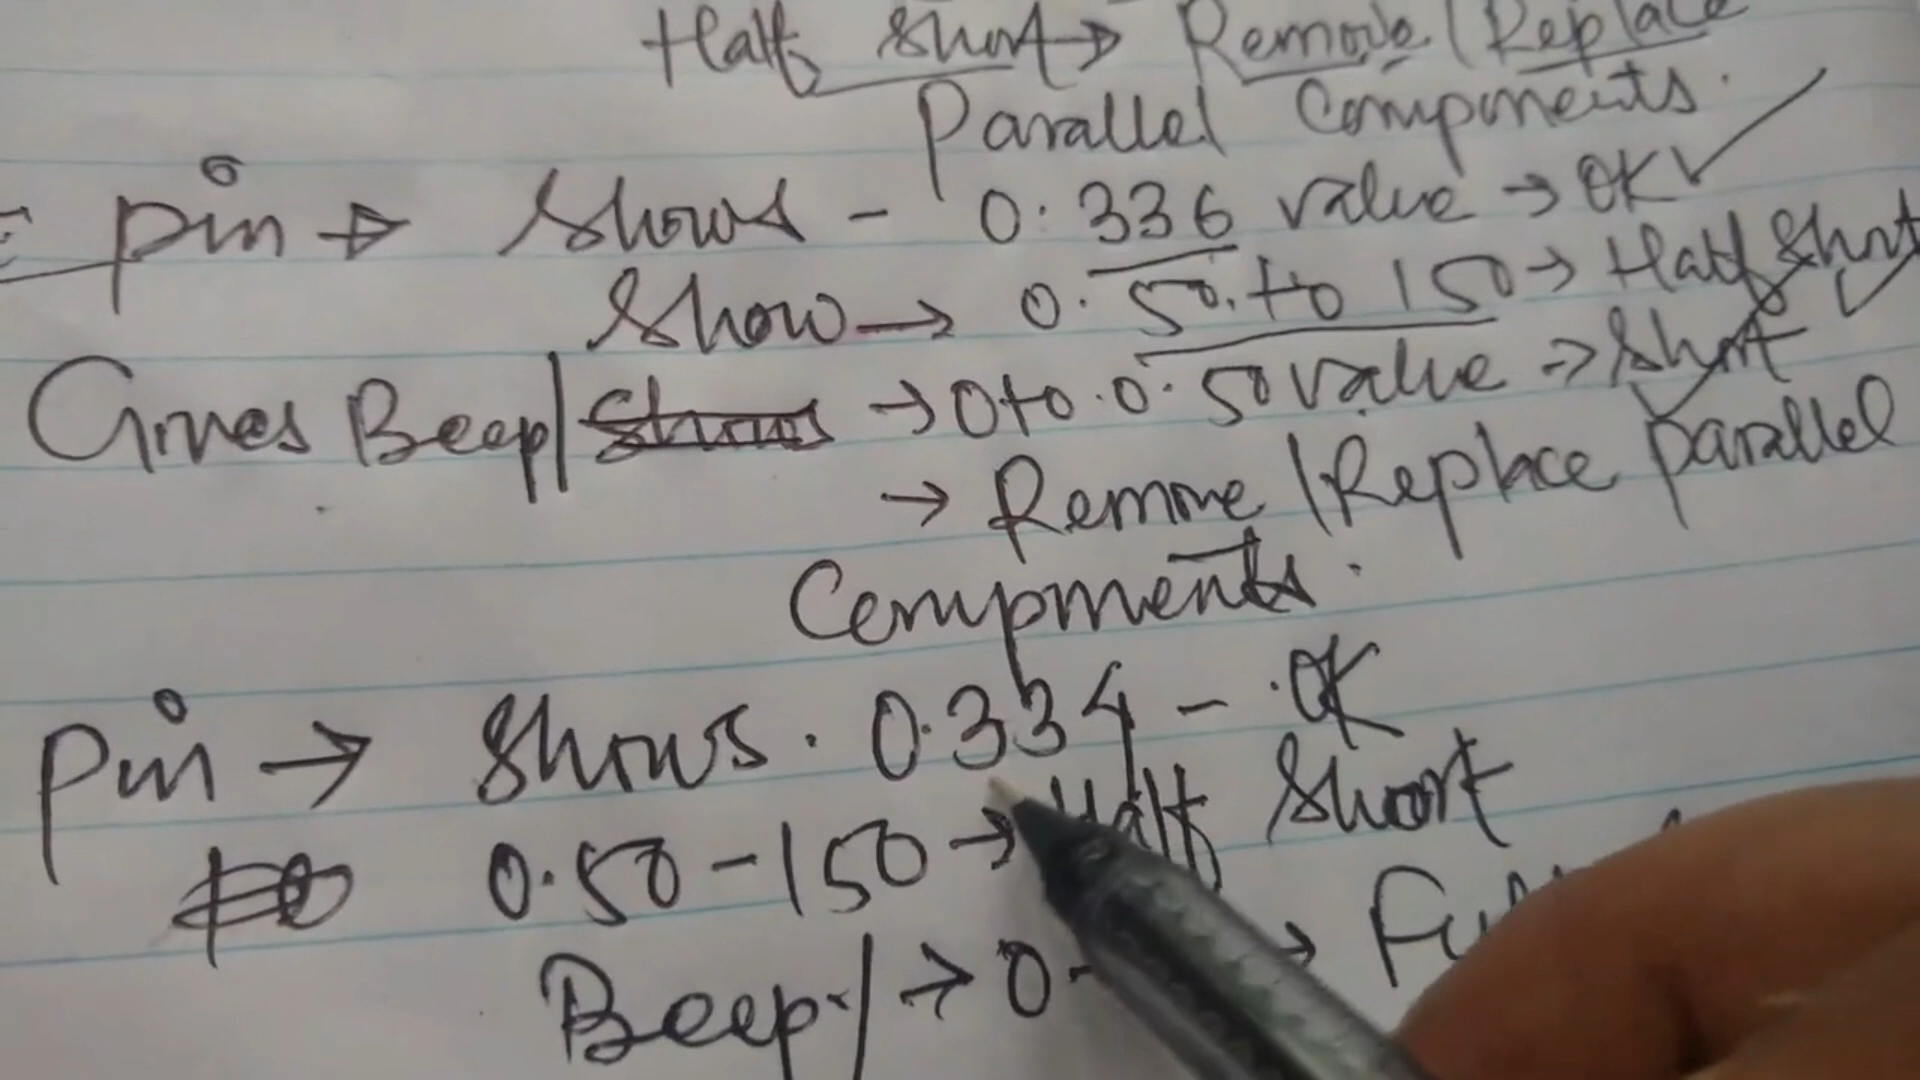 Half Short → Remove / Replace
Parallel Components.
Pin → Shows - 0.336 value → OK ✓
Show → 0.50. to 150 → Half Short
Gives Beep / → 0 to 0.50 value → Short
→ Remove / Replace parallel
Components.
Pin → Shows. 0.334 - OK
0.50 - 150 → Half Short
Beep / → 0 - →